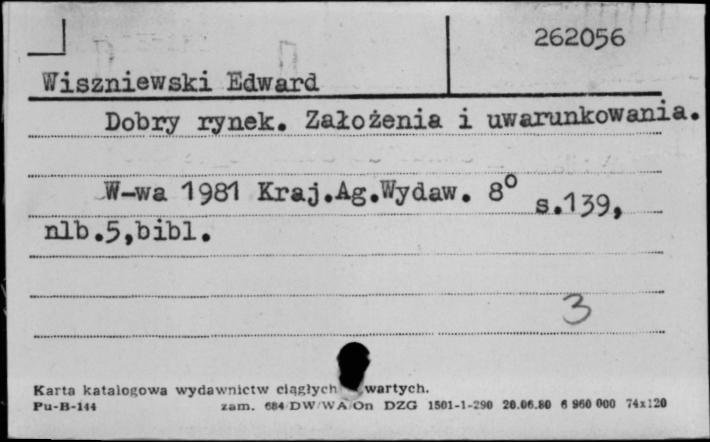 262056
Wiszniewski Edward
Dobry rynek. Założenia i uwarunkowania.
W-wa 1981 Kraj.Ag.Wydaw. 8° s.139,
nlb.5,bibl.
3
Karta katalogowa wydawnictw ciągłych wartych.
Pu-B-144 zam. 684/DW/WA/On DZG 1501-1-290 20.06.80 6 960 000 74x120